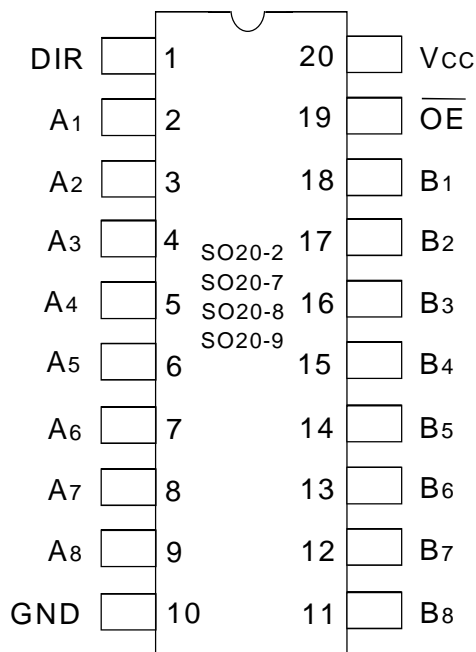 DIR 1 20 VCC
A1 2 19 O̅E̅
A2 3 18 B1
A3 4 17 B2
SO20-2
SO20-7
A4 5 16 B3
SO20-8
SO20-9
A5 6 15 B4
A6 7 14 B5
A7 8 13 B6
A8 9 12 B7
GND 10 11 B8